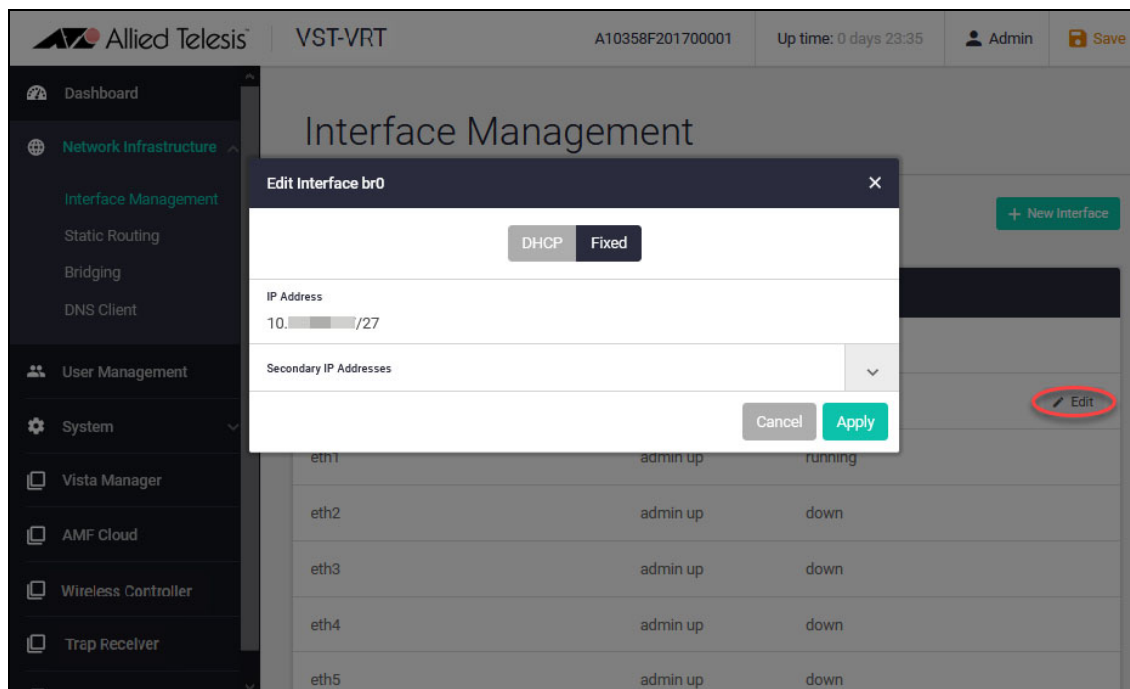 Allied Telesis VST-VRT A10358F201700001 Up time: 0 days 23:35 Admin Save
Dashboard
Network Infrastructure
Interface Management
Static Routing
Bridging
DNS Client
User Management
System
Vista Manager
AMF Cloud
Wireless Controller
Trap Receiver
Interface Management
+ New Interface
Edit Interface br0 ×
DHCP Fixed
IP Address
10. /27
Secondary IP Addresses
Cancel Apply
Edit
eth1 admin up running
eth2 admin up down
eth3 admin up down
eth4 admin up down
eth5 admin up down